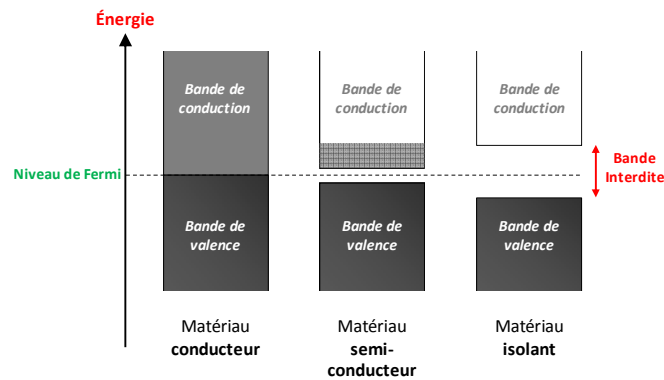 Énergie
Bande de
conduction
Bande de
conduction
Bande de
conduction
Niveau de Fermi
Bande
Interdite
Bande de
valence
Bande de
valence
Bande de
valence
Matériau
conducteur
Matériau
semi-
conducteur
Matériau
isolant